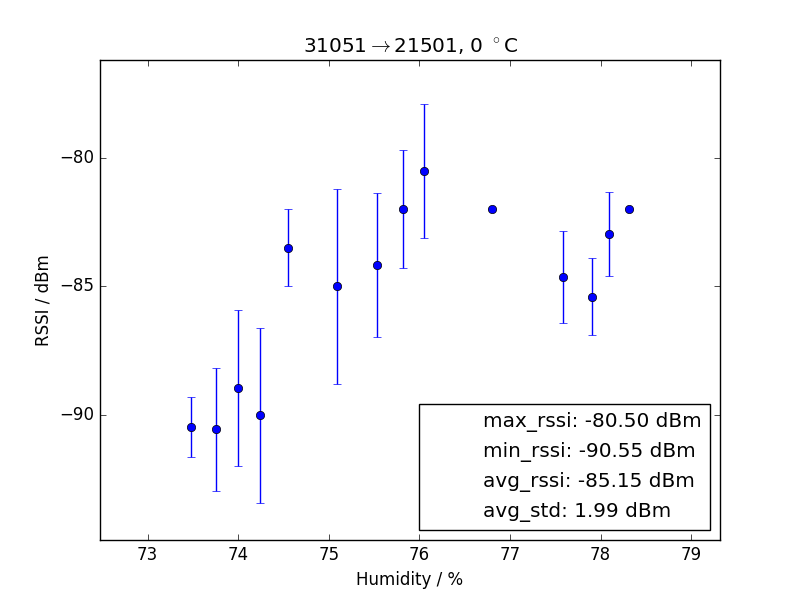 31051→21501, 0 °C
RSSI / dBm
−80
−85
−90
max_rssi: -80.50 dBm
min_rssi: -90.55 dBm
avg_rssi: -85.15 dBm
avg_std: 1.99 dBm
73 74 75 76 77 78 79
Humidity / %